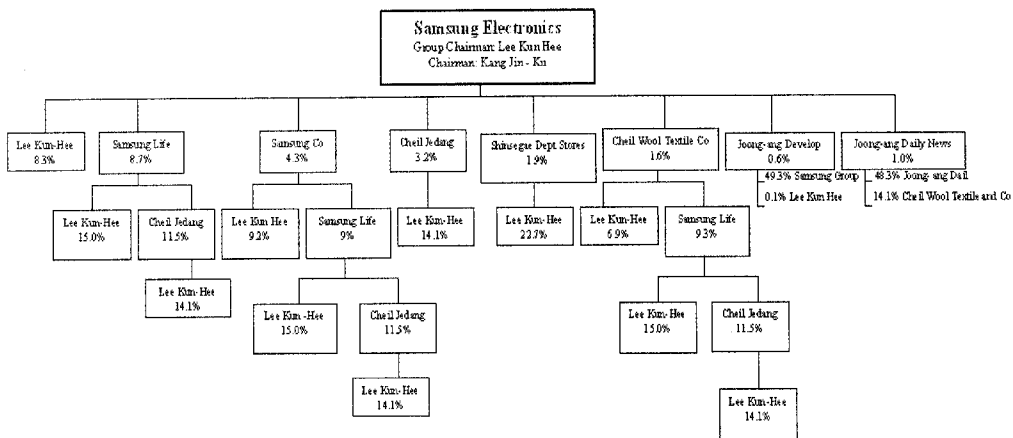 Samsung Electronics
Group Chairman: Lee Kun Hee
Chairman: Kang Jin - Ku
Lee Kun-Hee
8.3%
Samsung Life
8.7%
Samsung Co
4.3%
Cheil Jedang
3.2%
Shinsegae Dept Stores
1.9%
Cheil Wool Textile Co
1.6%
Joong-ang Develop
0.6%
Joong-ang Daily News
1.0%
49.3% Samsung Group
0.1% Lee Kun Hee
48.3% Joong-ang Dail
14.1% Cheil Wool Textile and Co
Lee Kun-Hee
15.0%
Cheil Jedang
11.5%
Lee Kun Hee
9.2%
Samsung Life
9%
Lee Kun-Hee
14.1%
Lee Kun-Hee
22.7%
Lee Kun-Hee
6.9%
Samsung Life
9.3%
Lee Kun-Hee
14.1%
Lee Kun -Hee
15.0%
Cheil Jedang
11.5%
Lee Kun-Hee
15.0%
Cheil Jedang
11.5%
Lee Kun-Hee
14.1%
Lee Kun-Hee
14.1%